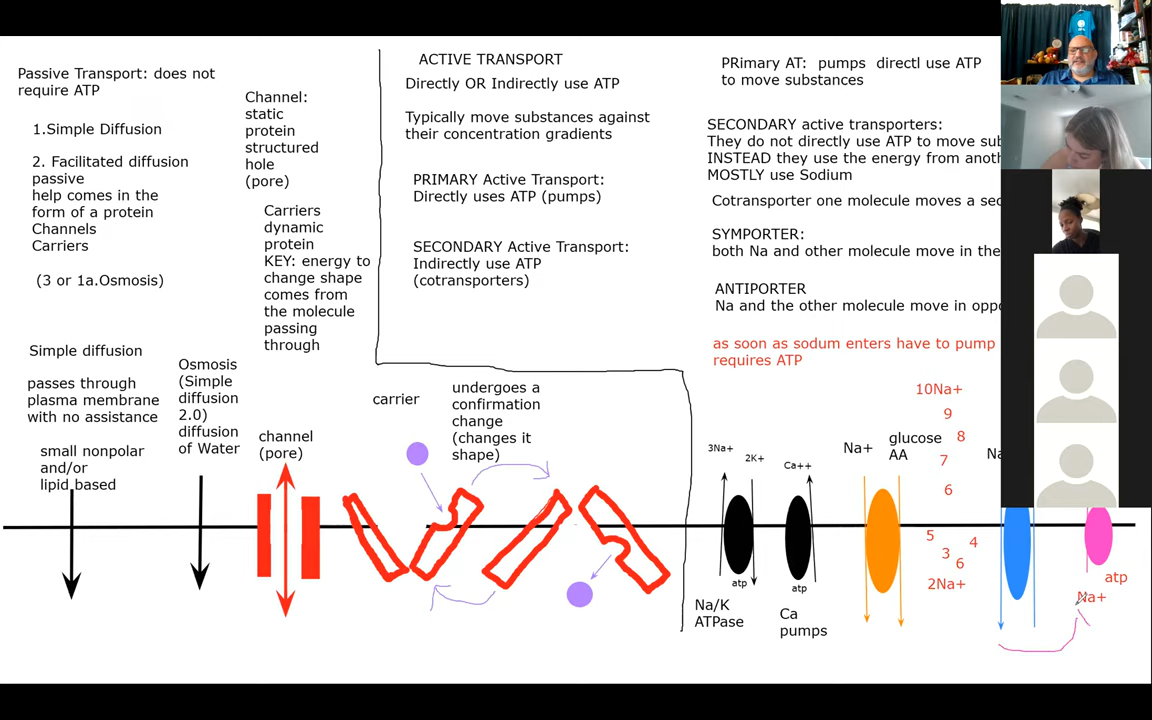 Passive Transport: does not
require ATP
1.Simple Diffusion
2. Facilitated diffusion
passive
help comes in the
form of a protein
Channels
Carriers
(3 or 1a.Osmosis)
Channel:
static
protein
structured
hole
(pore)
Carriers
dynamic
protein
KEY: energy to
change shape
comes from
the molecule
passing
through
Simple diffusion
passes through
plasma membrane
with no assistance
small nonpolar
and/or
lipid based
Osmosis
(Simple
diffusion
2.0)
diffusion
of Water
channel
(pore)
ACTIVE TRANSPORT
Directly OR Indirectly use ATP
Typically move substances against
their concentration gradients
PRIMARY Active Transport:
Directly uses ATP (pumps)
SECONDARY Active Transport:
Indirectly use ATP
(cotransporters)
carrier
undergoes a
confirmation
change
(changes it
shape)
PRimary AT: pumps directl use ATP
to move substances
SECONDARY active transporters:
They do not directly use ATP to move
INSTEAD they use the energy from
MOSTLY use Sodium
Cotransporter one molecule moves a
SYMPORTER:
both Na and other molecule move in the
ANTIPORTER
Na and the other molecule move in
as soon as sodum enters have to pump
requires ATP
3Na+
2K+
Ca++
Na+
glucose
AA
10Na+
9
8
7
6
5
4
3
6
2Na+
atp
atp
Na/K
ATPase
Ca
pumps
atp
Na+